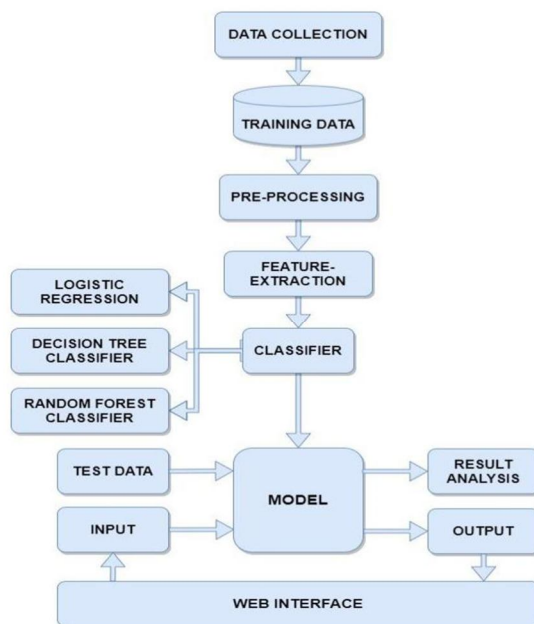 DATA COLLECTION
TRAINING DATA
PRE-PROCESSING
FEATURE-
EXTRACTION
LOGISTIC
REGRESSION
DECISION TREE
CLASSIFIER
CLASSIFIER
RANDOM FOREST
CLASSIFIER
TEST DATA
MODEL
RESULT
ANALYSIS
INPUT
OUTPUT
WEB INTERFACE